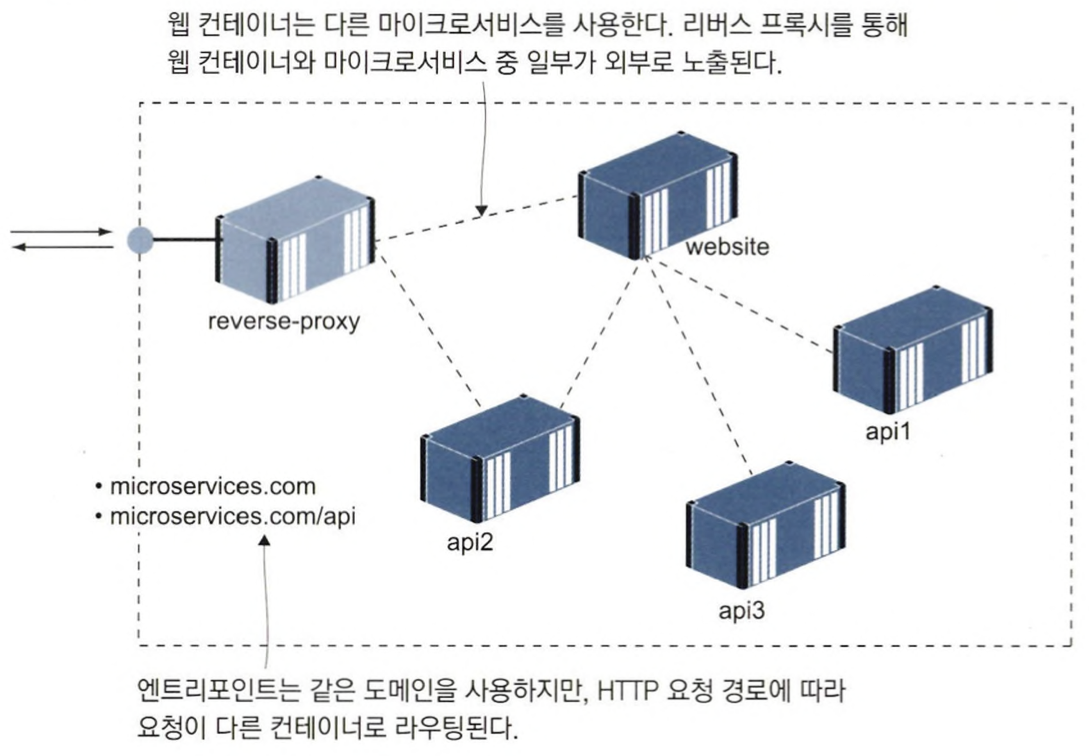 웹 컨테이너는 다른 마이크로서비스를 사용한다. 리버스 프록시를 통해
웹 컨테이너와 마이크로서비스 중 일부가 외부로 노출된다.
website
reverse-proxy
api1
• microservices.com
• microservices.com/api
api2
api3
엔트리포인트는 같은 도메인을 사용하지만, HTTP 요청 경로에 따라
요청이 다른 컨테이너로 라우팅된다.